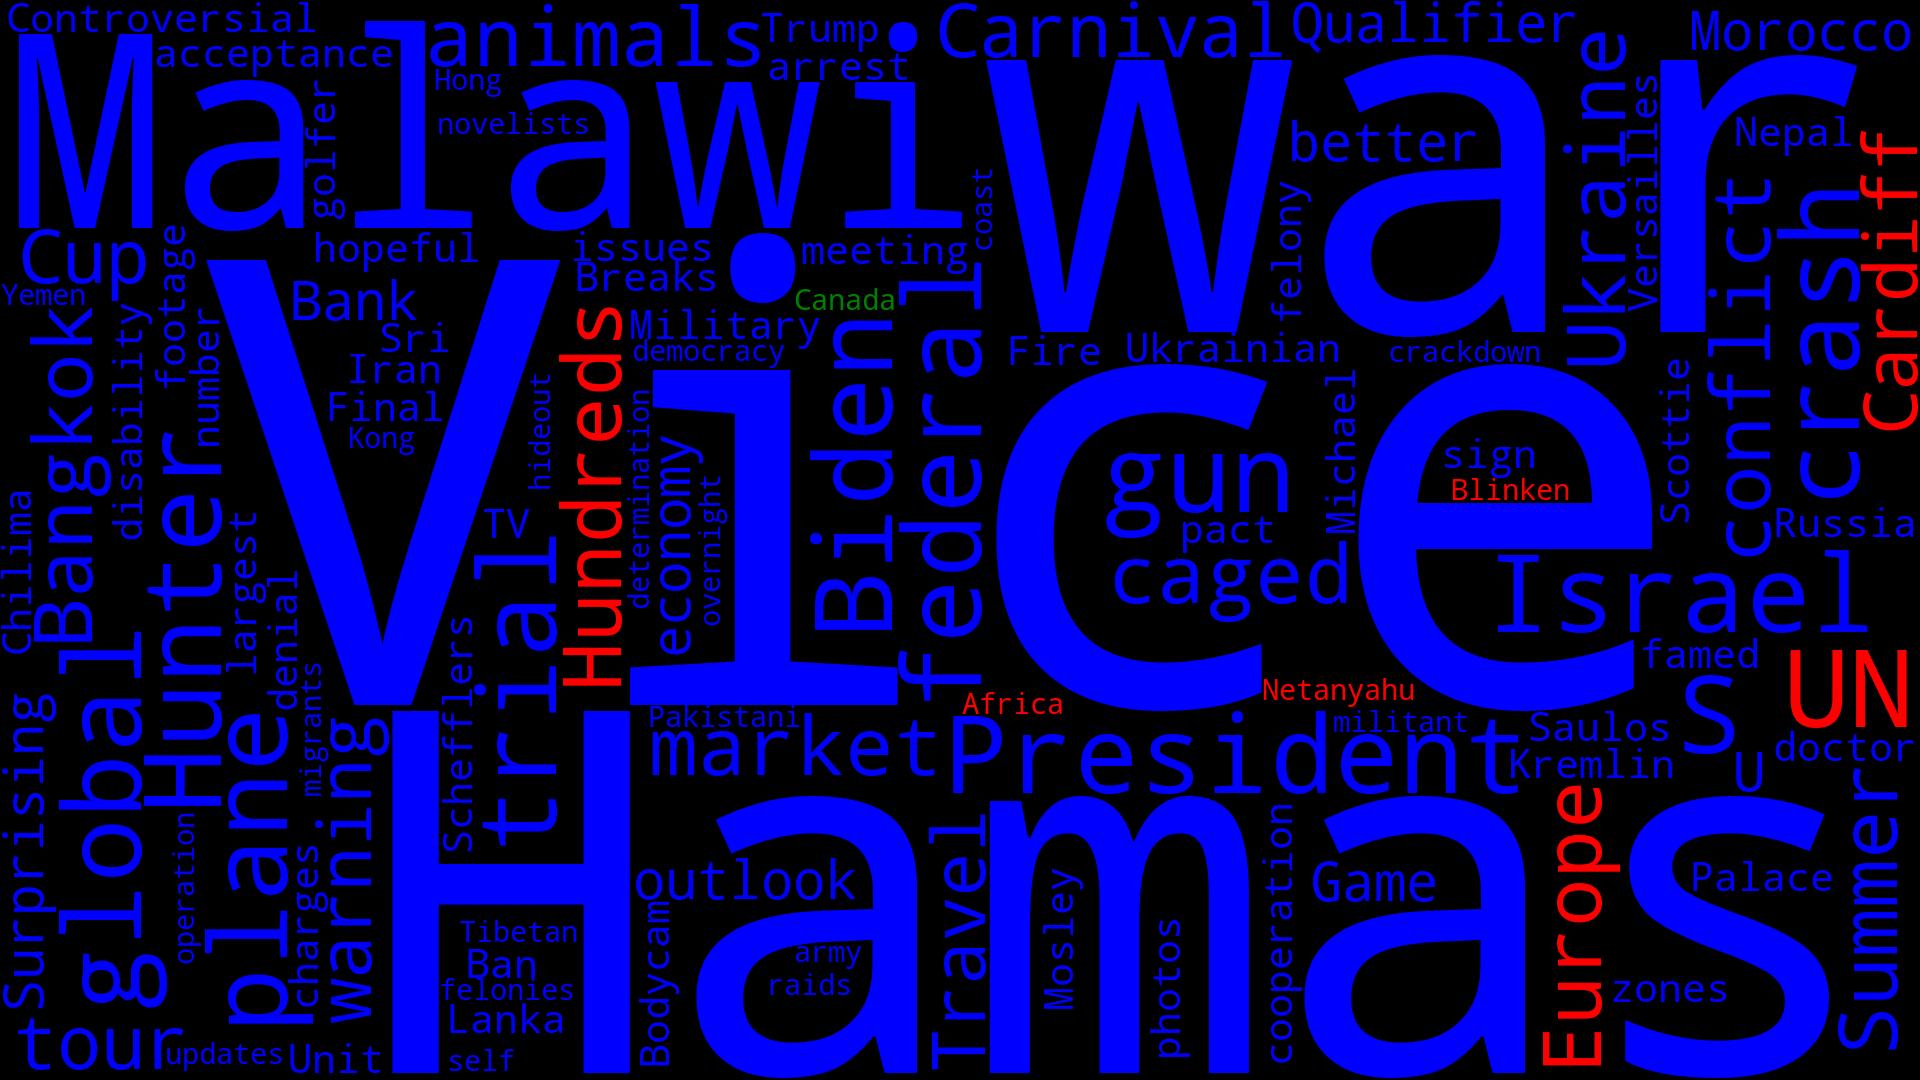 Controversial
animals
Trump
Carnival
Qualifier
Morocco
acceptance
Hong
arrest
Malawi
war
novelists
golfer
better
Ukraine
Versailles
Nepal
Cardiff
coast
felony
conflict
crash
Cup
footage
hopeful
issues
meeting
Yemen
Bank
Breaks
Canada
Vice
Hundreds
Military
democracy
Biden
federal
Fire
Ukrainian
crackdown
Bangkok
disability
number
Sri
Iran
Final
Kong
hideout
determination
economy
overnight
gun
pact
caged
Michael
sign
Blinken
Scottie
Russia
Chilima
Hunter
largest
denial
TV
trial
Israel
famed
UN
global
migrants
Schefflers
Africa
Netanyahu
Pakistani
market
President
militant
Saulos
Kremlin
S
U
doctor
Surprising
plane
warning
Hamas
operation
charges
outlook
Travel
cooperation
Game
Europe
Palace
Summer
Tibetan
Ban
felonies
Lanka
self
Bodycam
army
raids
Mosley
photos
zones
tour
updates
Unit